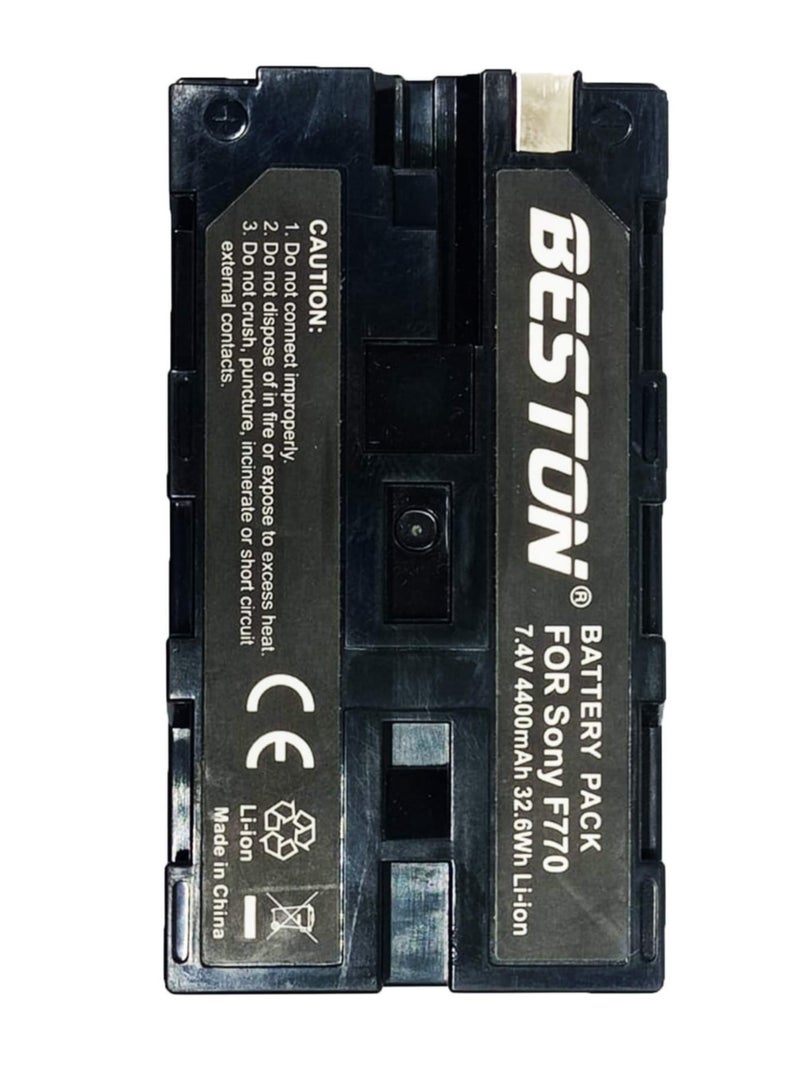 BESTON®
BATTERY PACK
FOR Sony F770
7.4V 4400mAh 32.6Wh Li-ion
CAUTION:
1. Do not connect improperly.
2. Do not dispose of in fire or expose to excess heat.
3. Do not crush, puncture, incinerate or short circuit
external contacts.
CE
Li-ion
Made in China